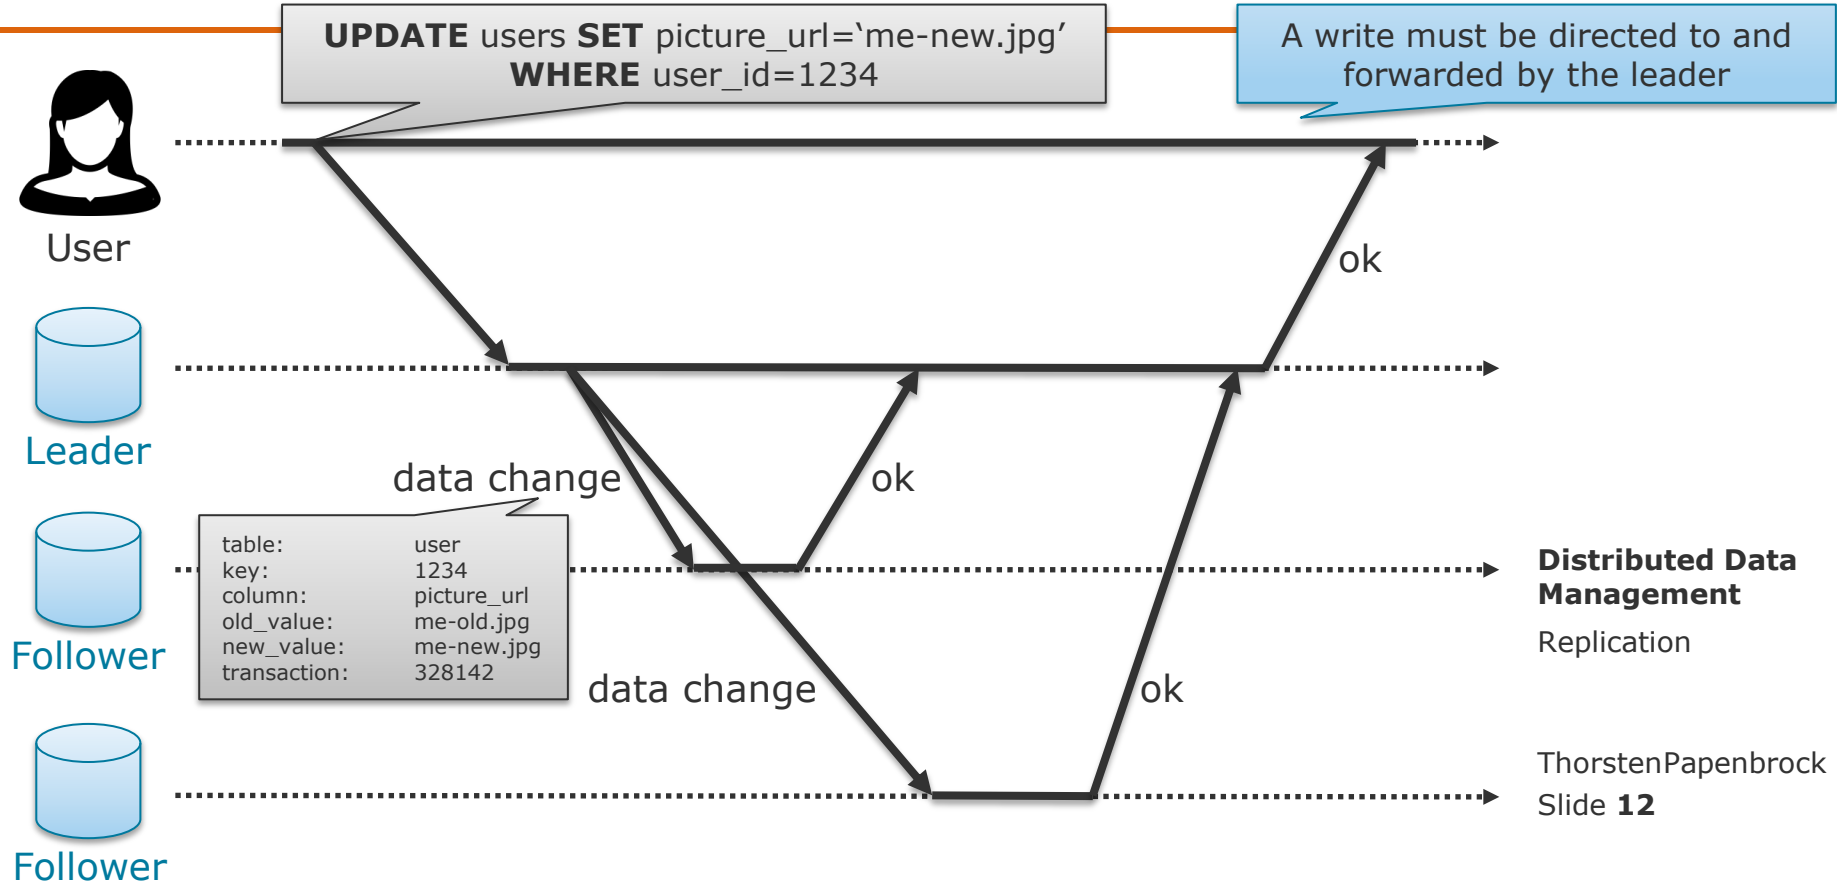 UPDATE users SET picture_url=‘me-new.jpg’
WHERE user_id=1234
A write must be directed to and
forwarded by the leader
User
ok
Leader
data change
ok
table: user
key: 1234
column: picture_url
old_value: me-old.jpg
new_value: me-new.jpg
transaction: 328142
Follower
data change
ok
Follower
Distributed Data
Management
Replication
ThorstenPapenbrock
Slide 12